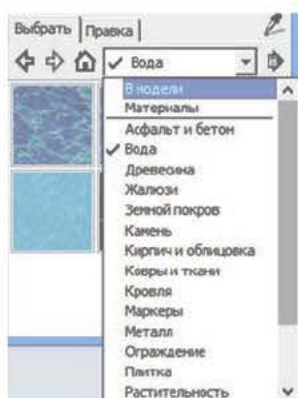 Выбрать Правка
Вода
В модели
Материалы
Асфальт и бетон
Вода
Древесина
Жалюзи
Земной покров
Камень
Кирпич и облицовка
Ковры и ткани
Кровля
Маркеры
Металл
Ограждение
Плитка
Растительность